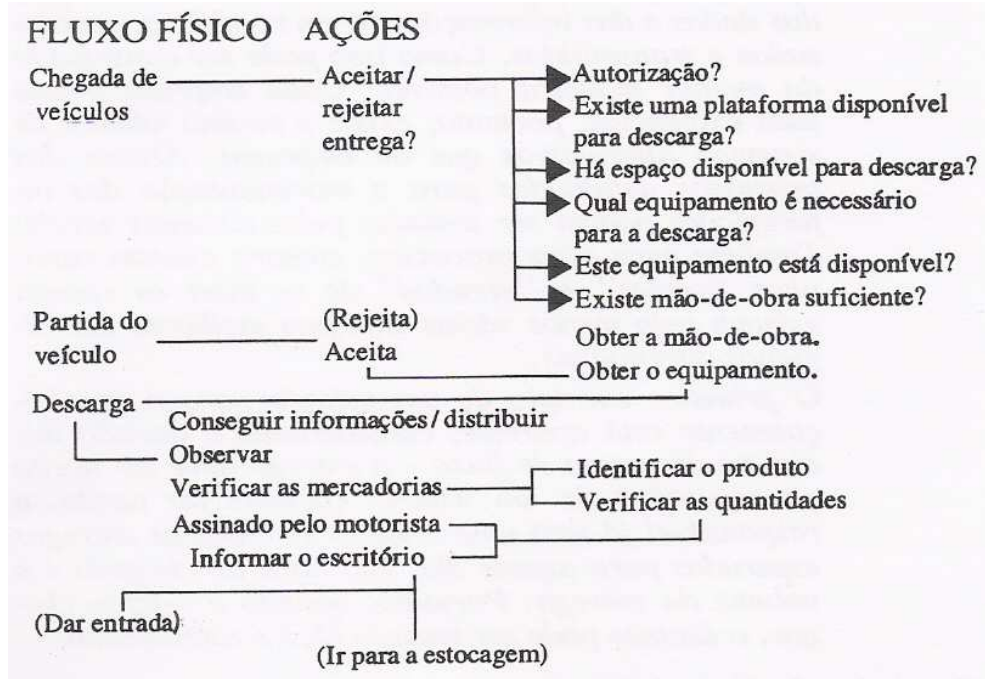 FLUXO FÍSICO AÇÕES
Chegada de veículos
Aceitar/
rejeitar
entrega?
Autorização?
Existe uma plataforma disponível
para descarga?
Há espaço disponível para descarga?
Qual equipamento é necessário
para a descarga?
Este equipamento está disponível?
Existe mão-de-obra suficiente?
Partida do
veículo
(Rejeita)
Aceita
Obter a mão-de-obra.
Obter o equipamento.
Descarga
Conseguir informações/ distribuir
Observar
Verificar as mercadorias
Identificar o produto
Verificar as quantidades
Assinado pelo motorista
Informar o escritório
(Dar entrada)
(Ir para a estocagem)